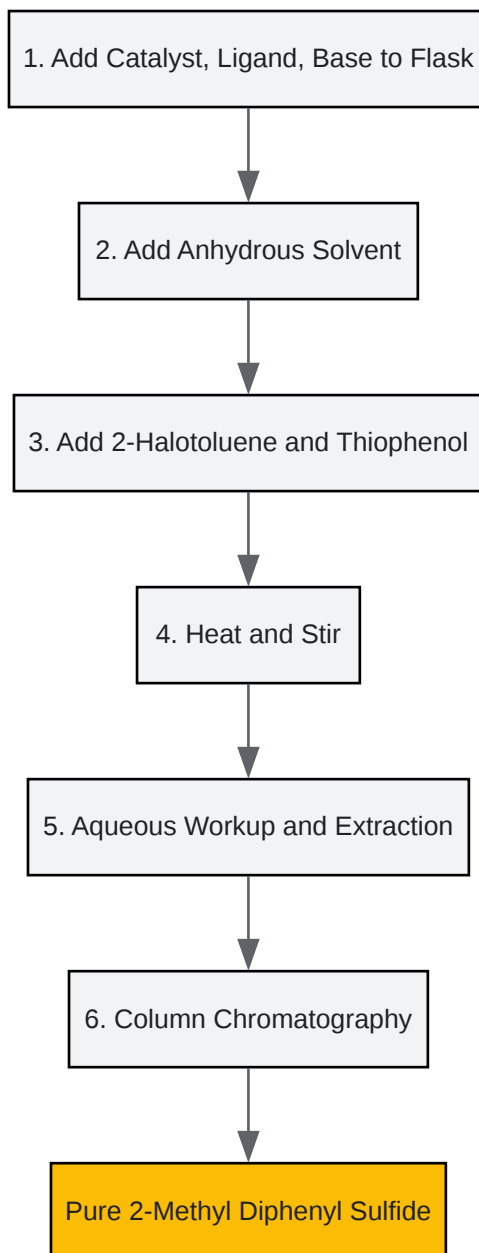 1. Add Catalyst, Ligand, Base to Flask
2. Add Anhydrous Solvent
3. Add 2-Halotoluene and Thiophenol
4. Heat and Stir
5. Aqueous Workup and Extraction
6. Column Chromatography
Pure 2-Methyl Diphenyl Sulfide